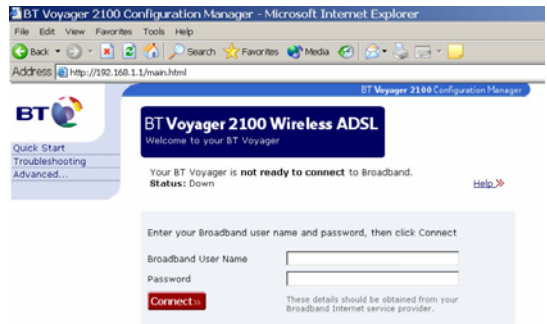 BT Voyager 2100 Configuration Manager - Microsoft Internet Explorer
File Edit View Favorites Tools Help
Back Search Favorites Media
Address http://192.168.1.1/main.html
BT Voyager 2100 Configuration Manager
BT
BT Voyager 2100 Wireless ADSL
Welcome to your BT Voyager
Quick Start
Troubleshooting
Advanced...
Your BT Voyager is not ready to connect to Broadband.
Status: Down
Help »
Enter your Broadband user name and password, then click Connect
Broadband User Name
Password
Connect »
These details should be obtained from your
Broadband Internet service provider.